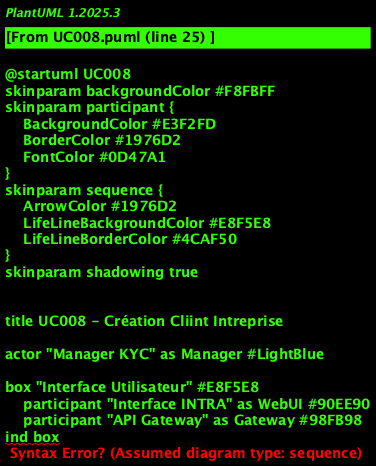 PlantUML 1.2025.3
[From UC008.puml (line 25) ]
@startuml UC008
skinparam backgroundColor #F8FBFF
skinparam participant {
BackgroundColor #E3F2FD
BorderColor #1976D2
FontColor #0D47A1
}
skinparam sequence {
ArrowColor #1976D2
LifeLineBackgroundColor #E8F5E8
LifeLineBorderColor #4CAF50
}
skinparam shadowing true
title UC008 - Création Cliint Intreprise
actor "Manager KYC" as Manager #LightBlue
box "Interface Utilisateur" #E8F5E8
participant "Interface INTRA" as WebUI #90EE90
participant "API Gateway" as Gateway #98FB98
ind box
Syntax Error? (Assumed diagram type: sequence)